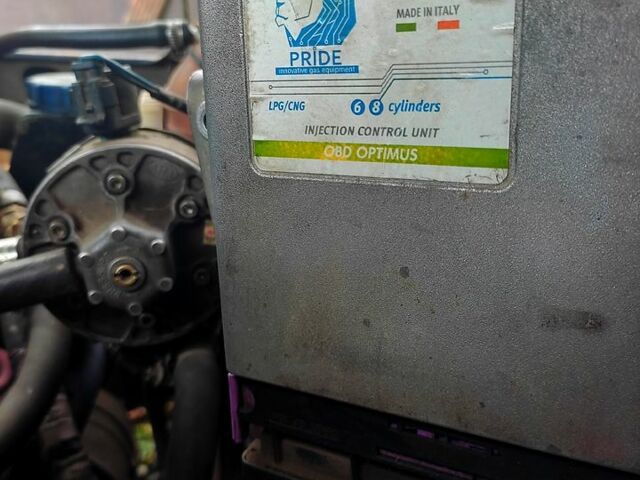 MADE IN ITALY
PRIDE
innovative gas equipment
LPG/CNG 6 8 cylinders
INJECTION CONTROL UNIT
OBD OPTIMUS